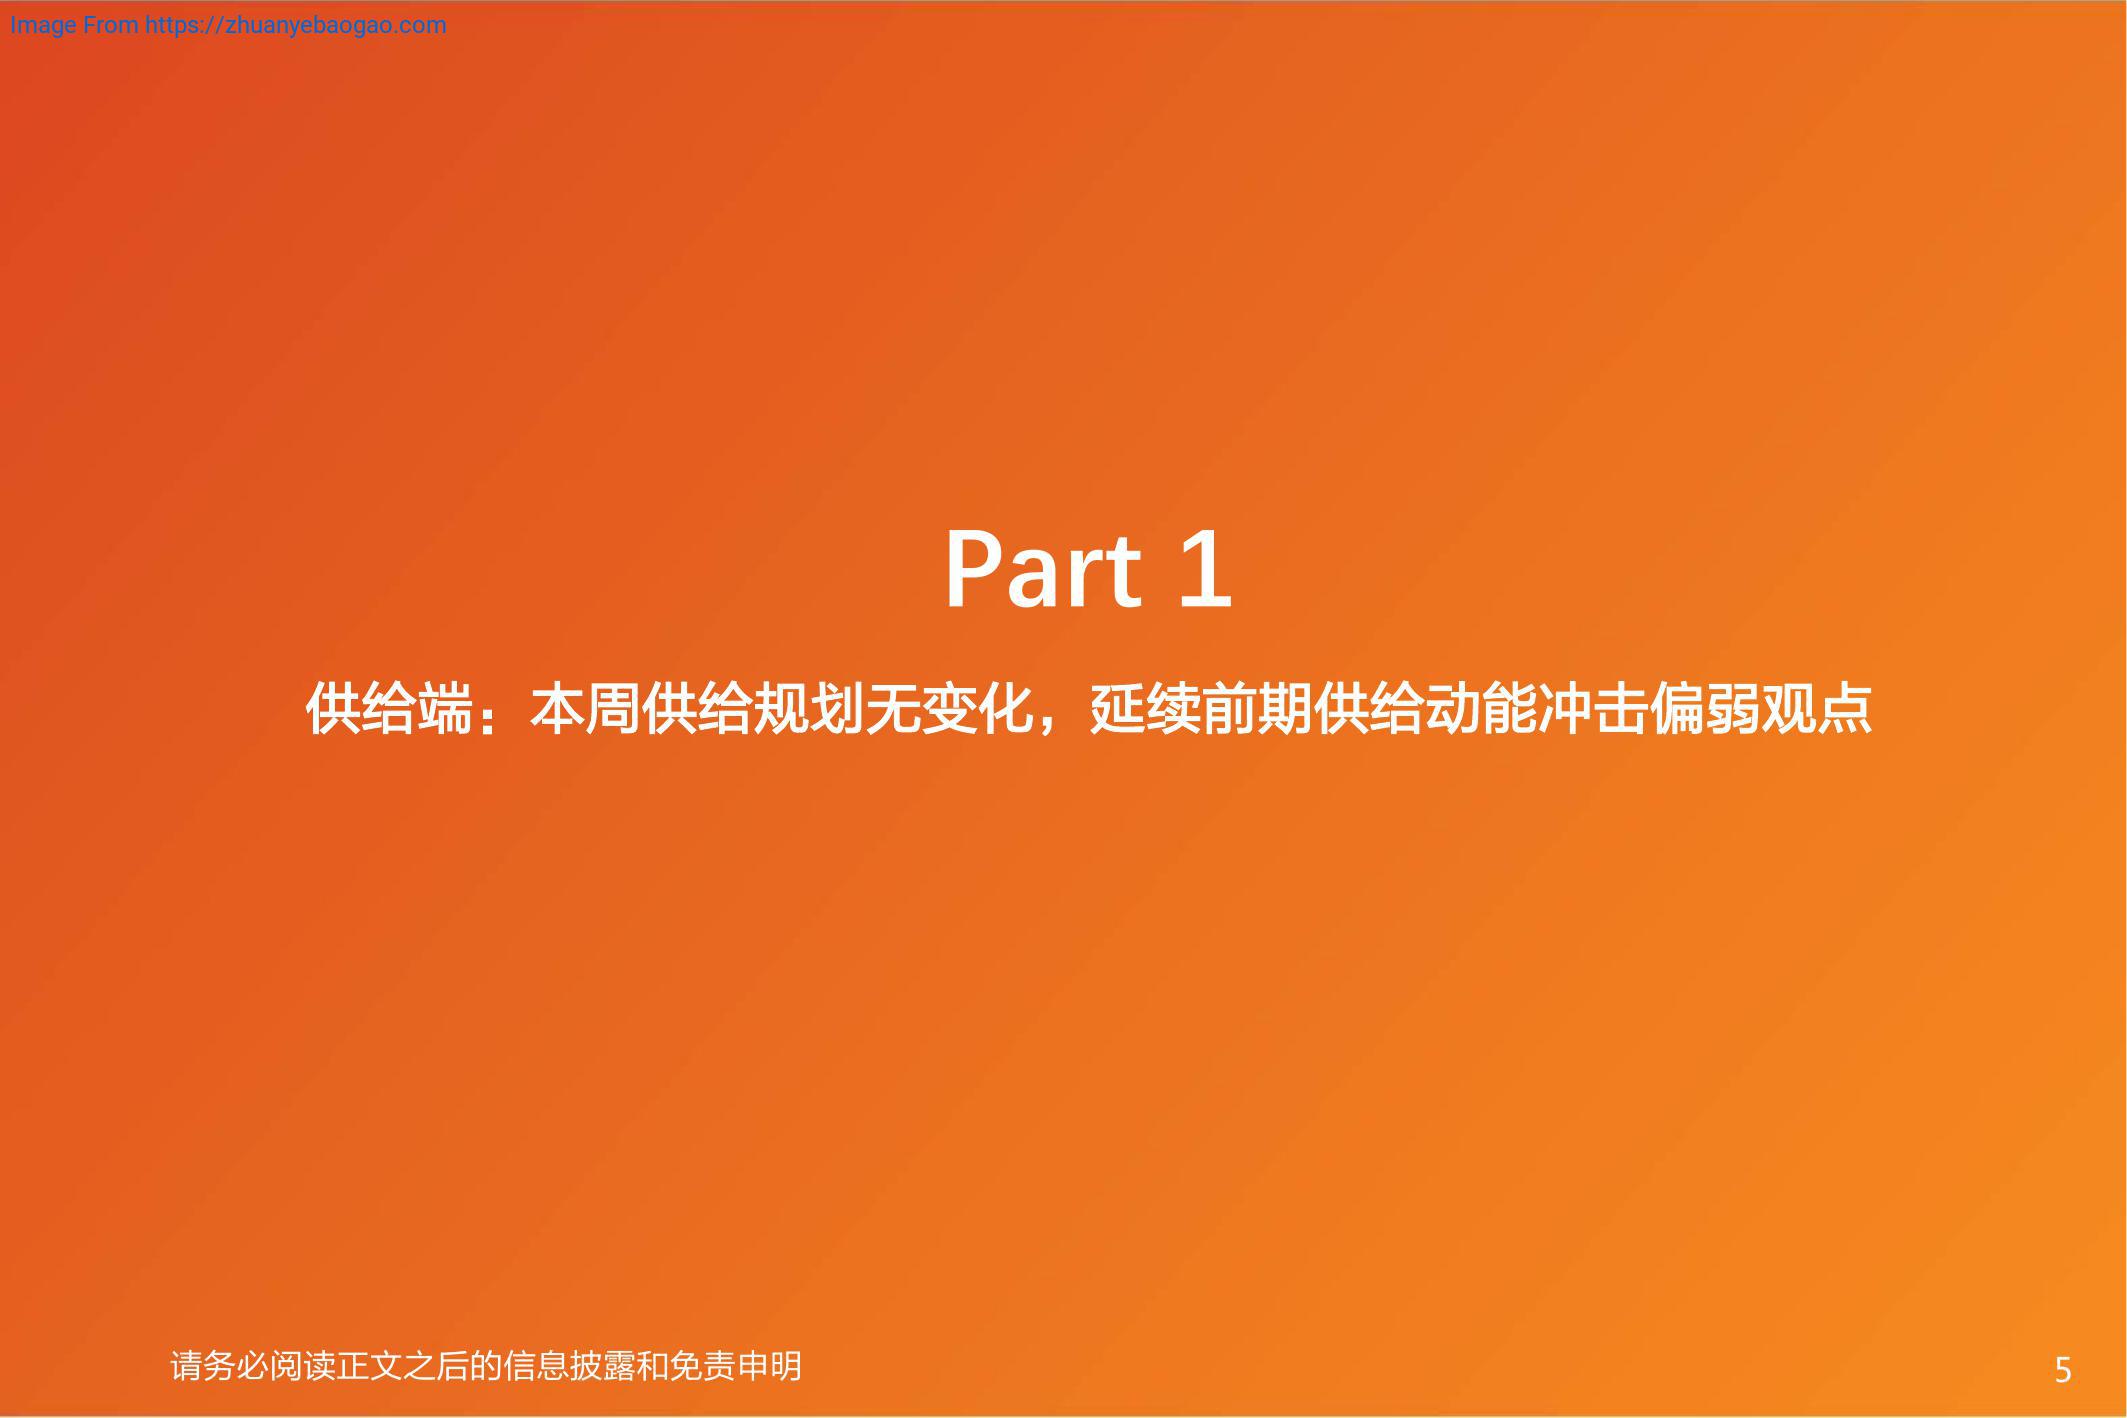 Image From https://zhuanyebaogao.com
Part 1
供给端：本周供给规划无变化，延续前期供给动能冲击偏弱观点
请务必阅读正文之后的信息披露和免责申明
5